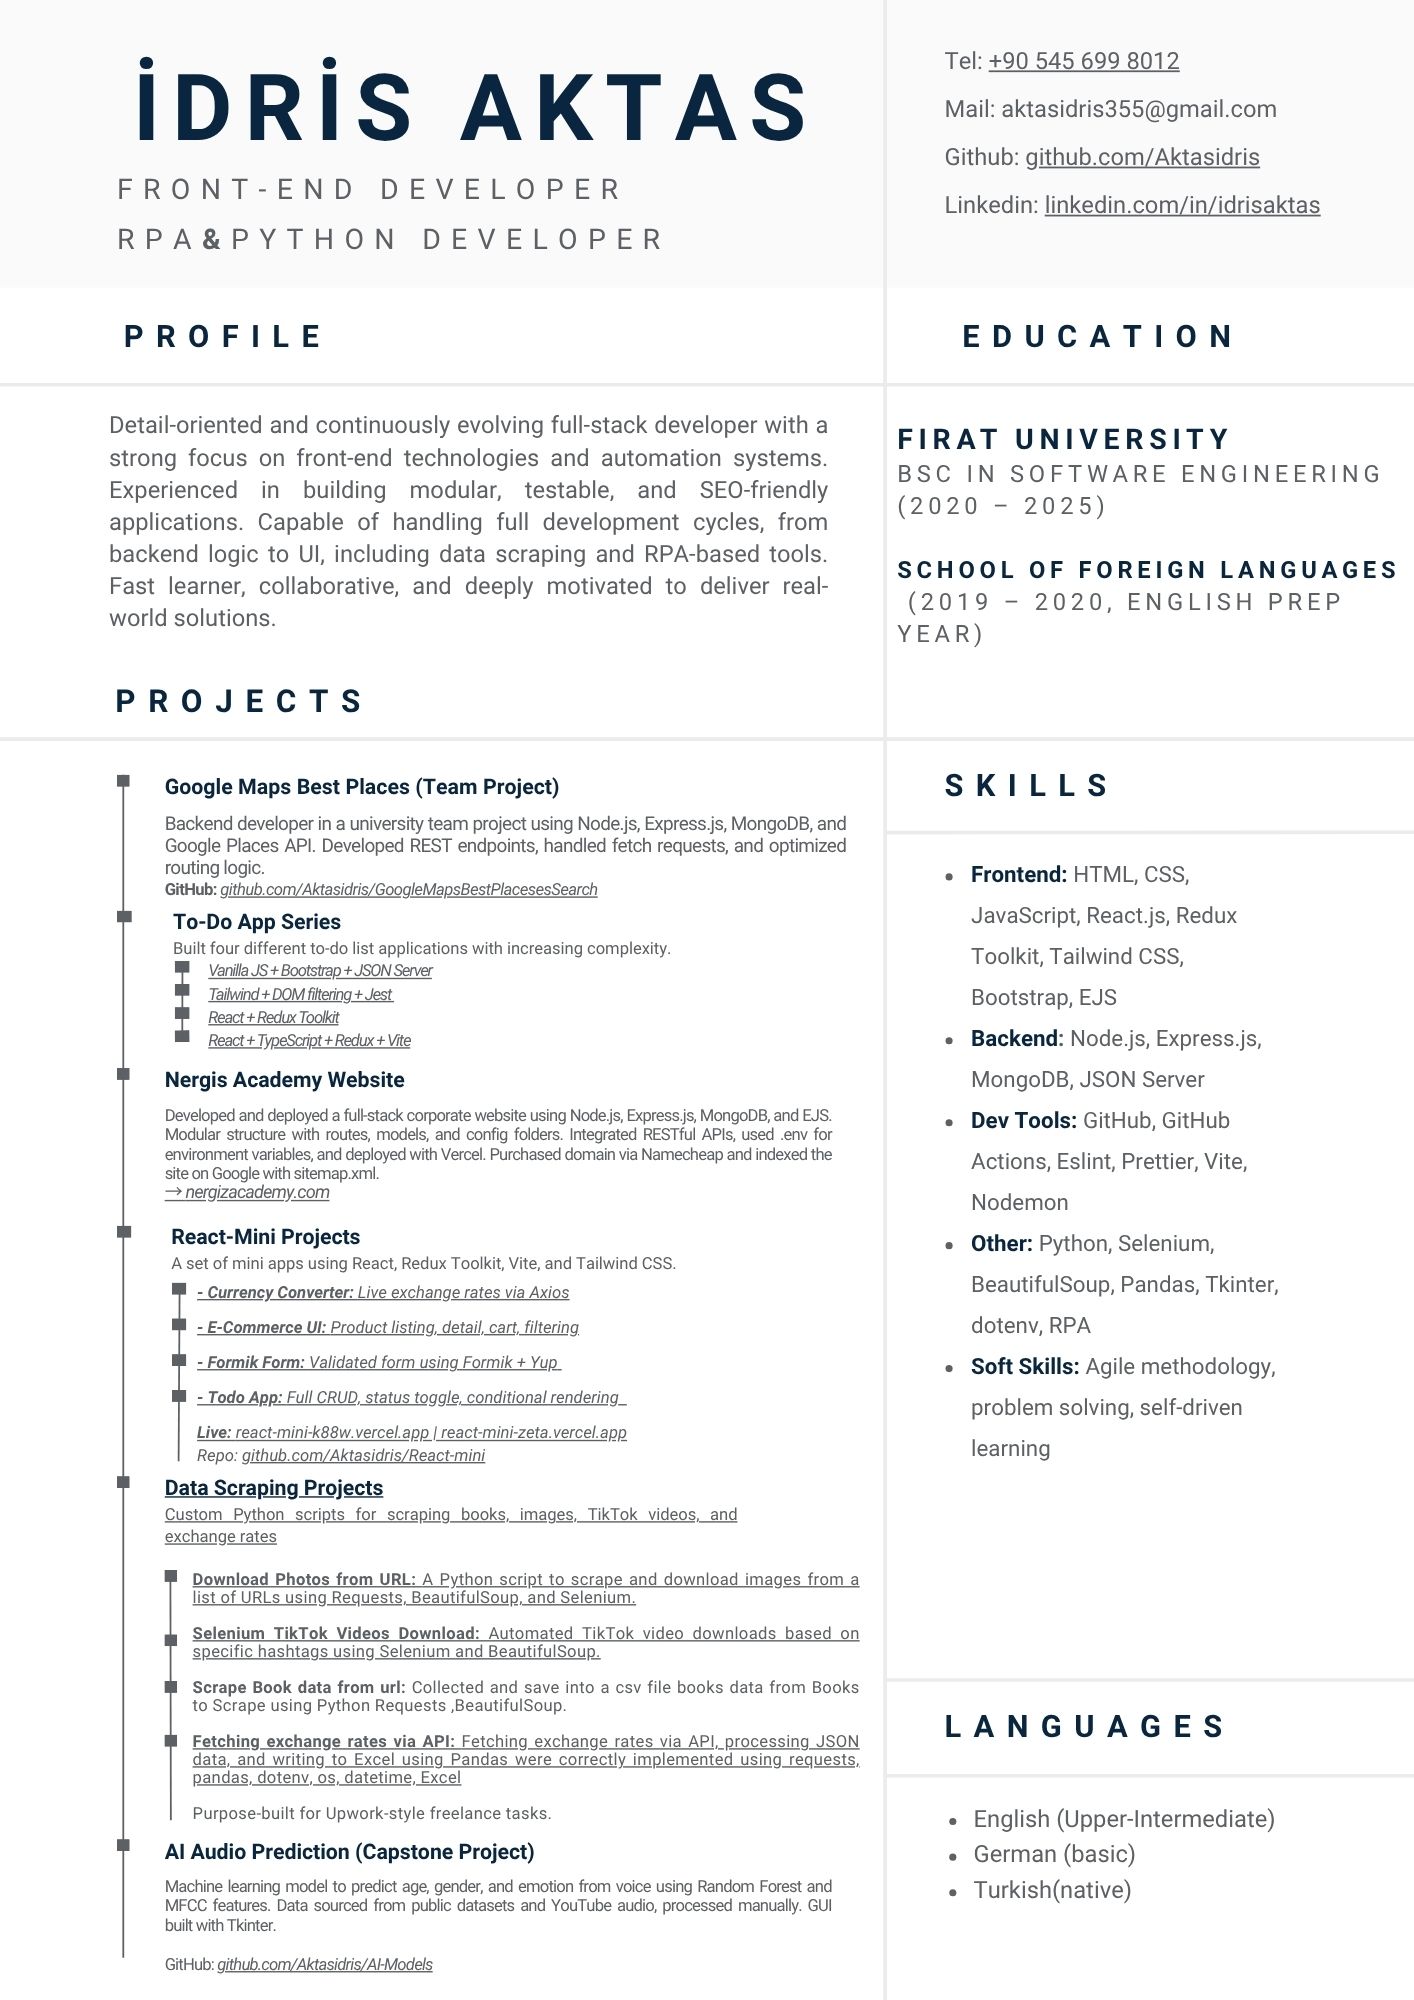 İDRİS AKTAS
FRONT-END DEVELOPER
RPA&PYTHON DEVELOPER
Tel: +90 545 699 8012
Mail: aktasidris355@gmail.com
Github: github.com/Aktasidris
Linkedin: linkedin.com/in/idrisaktas
PROFILE
Detail-oriented and continuously evolving full-stack developer with a
strong focus on front-end technologies and automation systems.
Experienced in building modular, testable, and SEO-friendly
applications. Capable of handling full development cycles, from
backend logic to UI, including data scraping and RPA-based tools.
Fast learner, collaborative, and deeply motivated to deliver real-
world solutions.
EDUCATION
FIRAT UNIVERSITY
BSC IN SOFTWARE ENGINEERING
(2020 – 2025)
SCHOOL OF FOREIGN LANGUAGES
(2019 – 2020, ENGLISH PREP
YEAR)
PROJECTS
Google Maps Best Places (Team Project)
Backend developer in a university team project using Node.js, Express.js, MongoDB, and
Google Places API. Developed REST endpoints, handled fetch requests, and optimized
routing logic.
GitHub: github.com/Aktasidris/GoogleMapsBestPlacesesSearch
To-Do App Series
Built four different to-do list applications with increasing complexity.
Vanilla JS + Bootstrap + JSON Server
Tailwind + DOM filtering + Jest
React + Redux Toolkit
React + TypeScript + Redux + Vite
Nergis Academy Website
Developed and deployed a full-stack corporate website using Node.js, Express.js, MongoDB, and EJS.
Modular structure with routes, models, and config folders. Integrated RESTful APIs, used .env for
environment variables, and deployed with Vercel. Purchased domain via Namecheap and indexed the
site on Google with sitemap.xml.
→ nergizacademy.com
React-Mini Projects
A set of mini apps using React, Redux Toolkit, Vite, and Tailwind CSS.
- Currency Converter: Live exchange rates via Axios
- E-Commerce UI: Product listing, detail, cart, filtering
- Formik Form: Validated form using Formik + Yup
- Todo App: Full CRUD, status toggle, conditional rendering
Live: react-mini-k88w.vercel.app | react-mini-zeta.vercel.app
Repo: github.com/Aktasidris/React-mini
Data Scraping Projects
Custom Python scripts for scraping books, images, TikTok videos, and
exchange rates
Download Photos from URL: A Python script to scrape and download images from a
list of URLs using Requests, BeautifulSoup, and Selenium.
Selenium TikTok Videos Download: Automated TikTok video downloads based on
specific hashtags using Selenium and BeautifulSoup.
Scrape Book data from url: Collected and save into a csv file books data from Books
to Scrape using Python Requests ,BeautifulSoup.
Fetching exchange rates via API: Fetching exchange rates via API, processing JSON
data, and writing to Excel using Pandas were correctly implemented using requests,
pandas, dotenv, os, datetime, Excel
Purpose-built for Upwork-style freelance tasks.
AI Audio Prediction (Capstone Project)
Machine learning model to predict age, gender, and emotion from voice using Random Forest and
MFCC features. Data sourced from public datasets and YouTube audio, processed manually. GUI
built with Tkinter.
GitHub: github.com/Aktasidris/AI-Models
SKILLS
• Frontend: HTML, CSS,
JavaScript, React.js, Redux
Toolkit, Tailwind CSS,
Bootstrap, EJS
• Backend: Node.js, Express.js,
MongoDB, JSON Server
• Dev Tools: GitHub, GitHub
Actions, Eslint, Prettier, Vite,
Nodemon
• Other: Python, Selenium,
BeautifulSoup, Pandas, Tkinter,
dotenv, RPA
• Soft Skills: Agile methodology,
problem solving, self-driven
learning
LANGUAGES
• English (Upper-Intermediate)
• German (basic)
• Turkish(native)